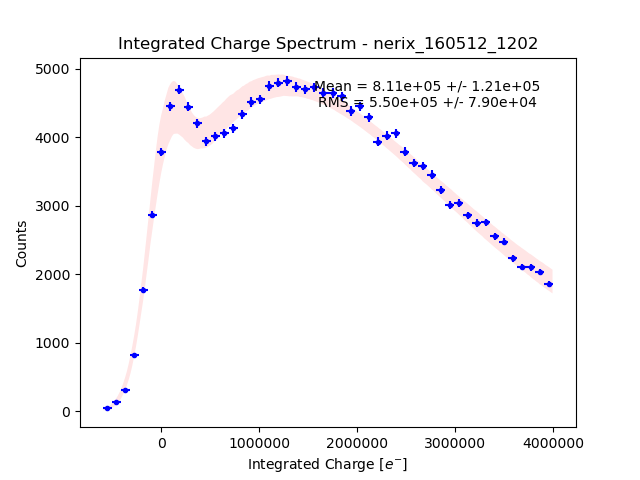 Integrated Charge Spectrum - nerix_160512_1202
5000
4000
3000
2000
1000
0
Counts
Mean = 8.11e+05 +/- 1.21e+05
RMS = 5.50e+05 +/- 7.90e+04
0 1000000 2000000 3000000 4000000
Integrated Charge [e⁻]